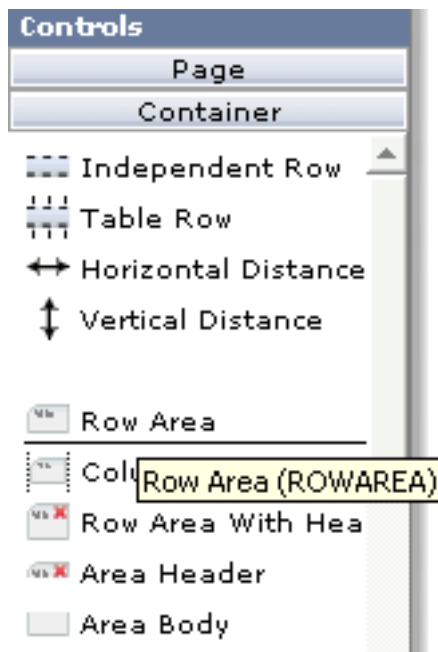 Controls
Page
Container
Independent Row
Table Row
Horizontal Distance
Vertical Distance
Row Area
Colu
Row Area (ROWAREA)
Row Area With Hea
Area Header
Area Body